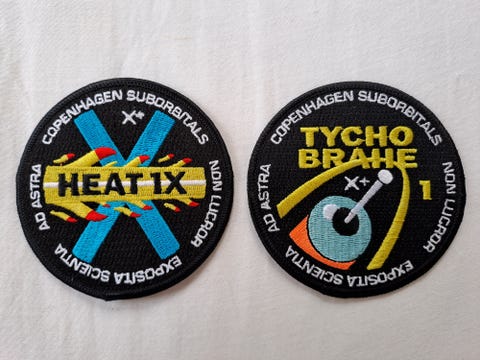 COPENHAGEN SUBORBITALS
NON LUCROR
EXPOSITA SCIENTIA
AD ASTRA
HEAT 1X
COPENHAGEN SUBORBITALS
NON LUCROR
EXPOSITA SCIENTIA
AD ASTRA
TYCHO
BRAHE
1